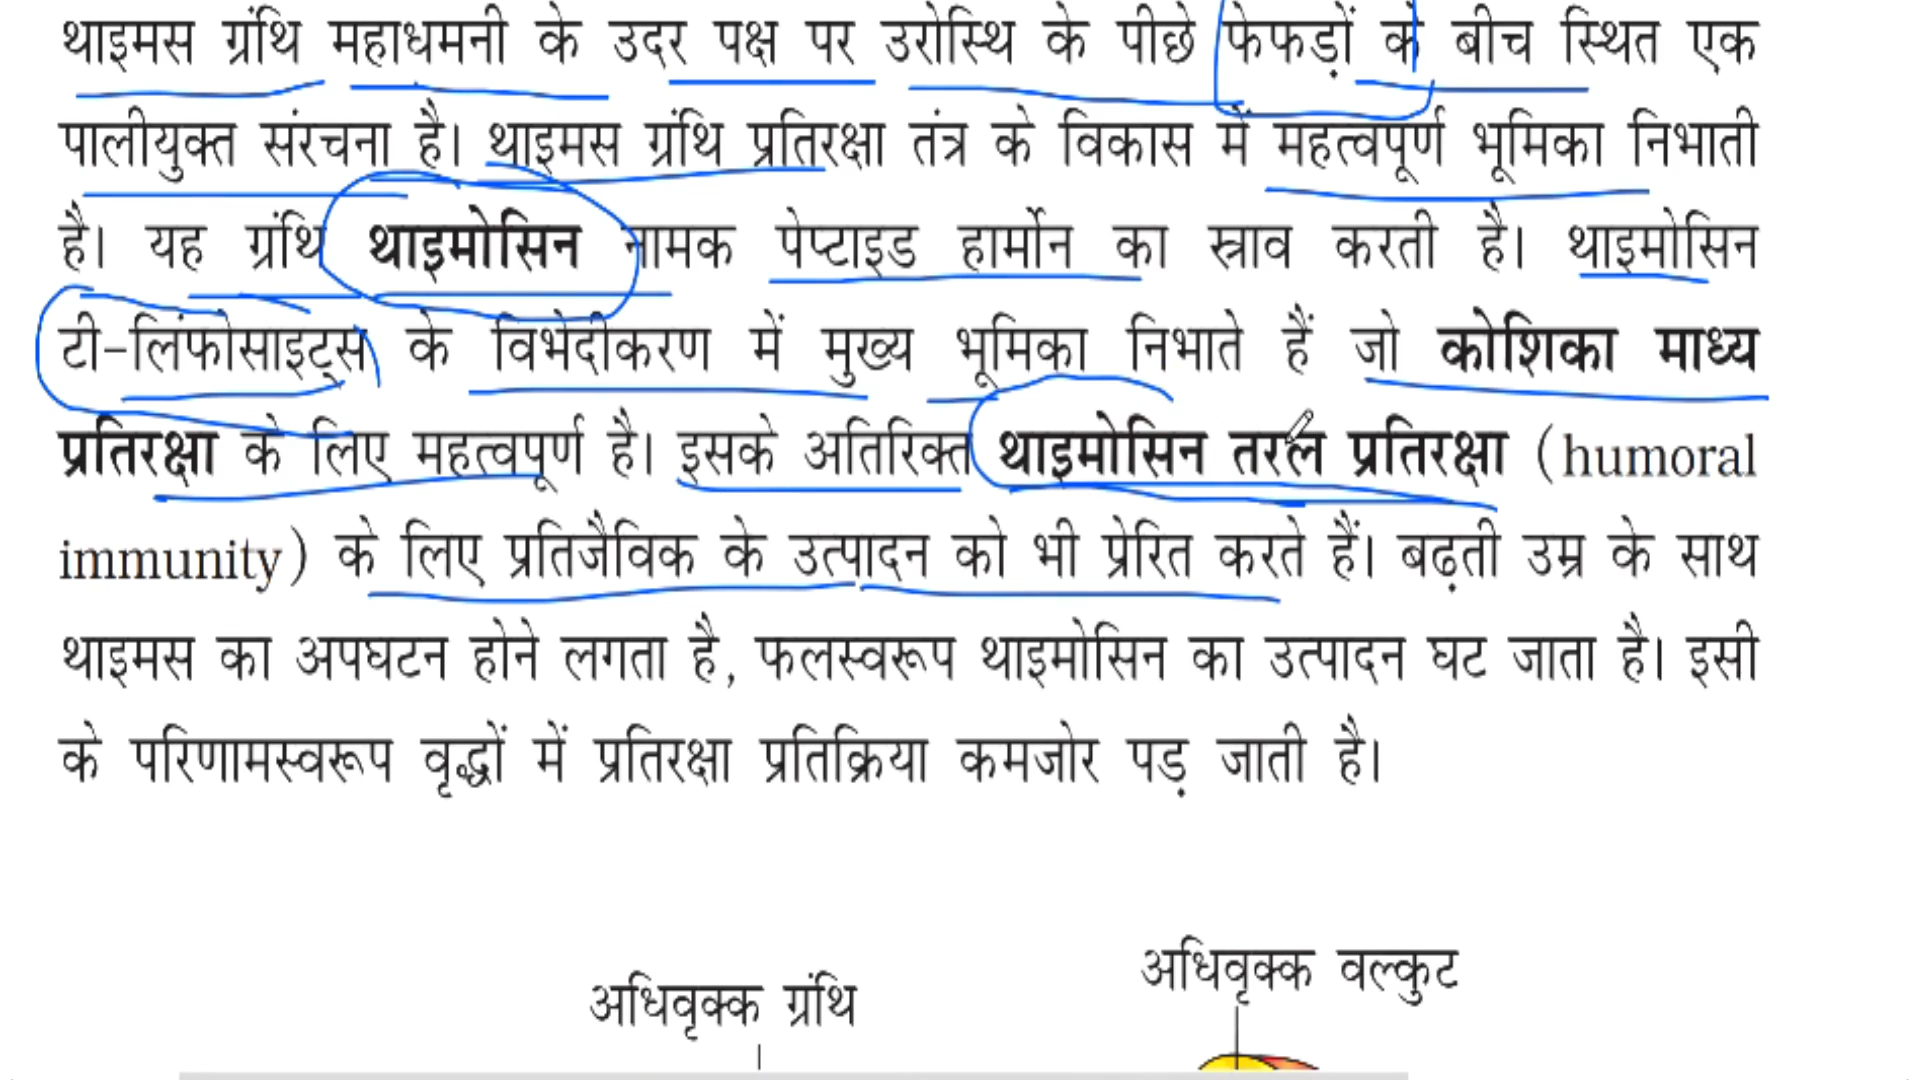 थाइमस ग्रंथि महाधमनी के उदर पक्ष पर उरोस्थि के पीछे फेफड़ों के बीच स्थित एक
पालीयुक्त संरचना है। थाइमस ग्रंथि प्रतिरक्षा तंत्र के विकास में महत्वपूर्ण भूमिका निभाती
है। यह ग्रंथि थाइमोसिन नामक पेप्टाइड हार्मोन का स्राव करती है। थाइमोसिन
टी-लिंफोसाइट्स के विभेदीकरण में मुख्य भूमिका निभाते हैं जो कोशिका माध्य
प्रतिरक्षा के लिए महत्वपूर्ण है। इसके अतिरिक्त थाइमोसिन तरल प्रतिरक्षा (humoral
immunity) के लिए प्रतिजैविक के उत्पादन को भी प्रेरित करते हैं। बढ़ती उम्र के साथ
थाइमस का अपघटन होने लगता है, फलस्वरूप थाइमोसिन का उत्पादन घट जाता है। इसी
के परिणामस्वरूप वृद्धों में प्रतिरक्षा प्रतिक्रिया कमजोर पड़ जाती है।
अधिवृक्क वल्कुट
अधिवृक्क ग्रंथि